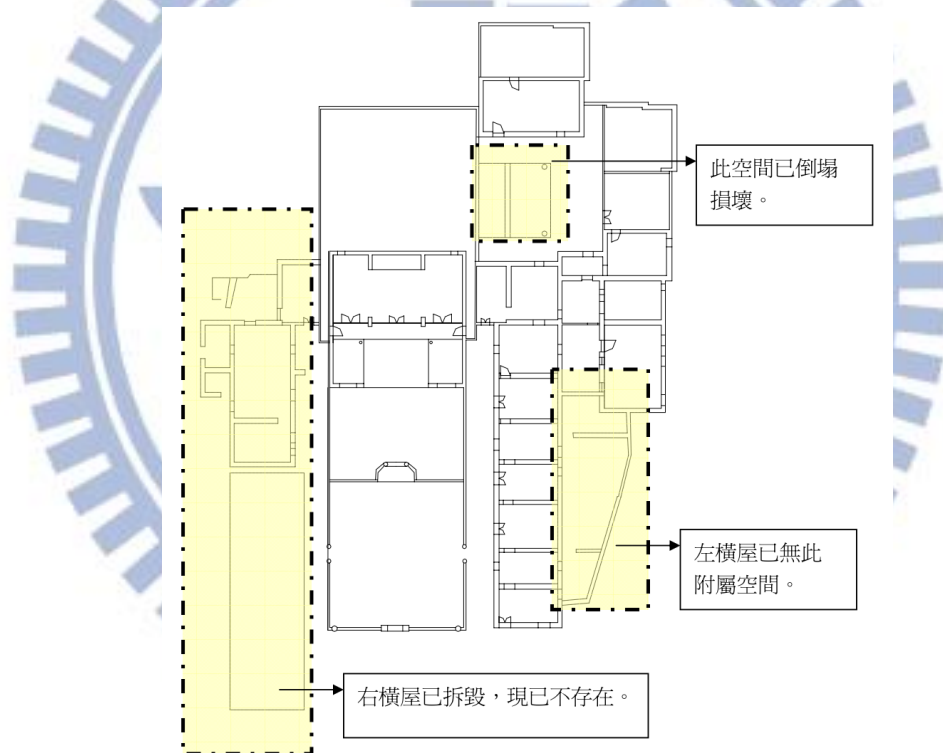 此空間已倒塌
損壞。
左橫屋已無此
附屬空間。
右橫屋已拆毀，現已不存在。